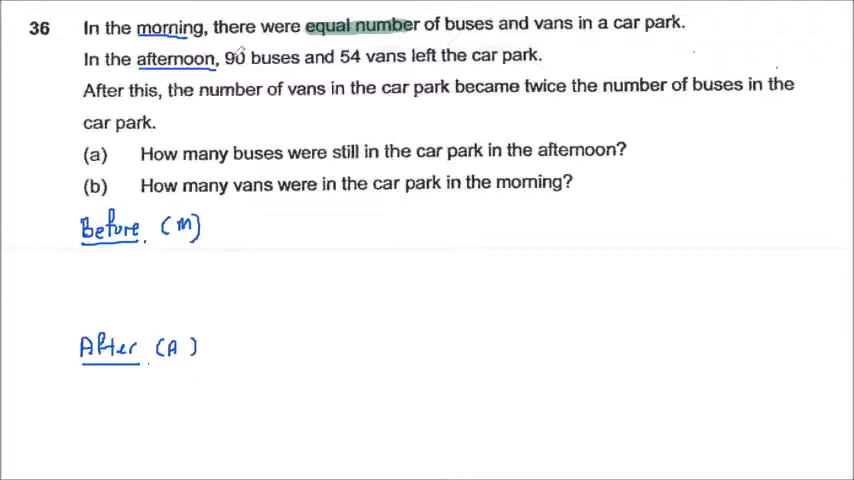 36 In the morning, there were equal number of buses and vans in a car park.
In the afternoon, 90 buses and 54 vans left the car park.
After this, the number of vans in the car park became twice the number of buses in the
car park.
(a) How many buses were still in the car park in the afternoon?
(b) How many vans were in the car park in the morning?
Before (M)
After (A)